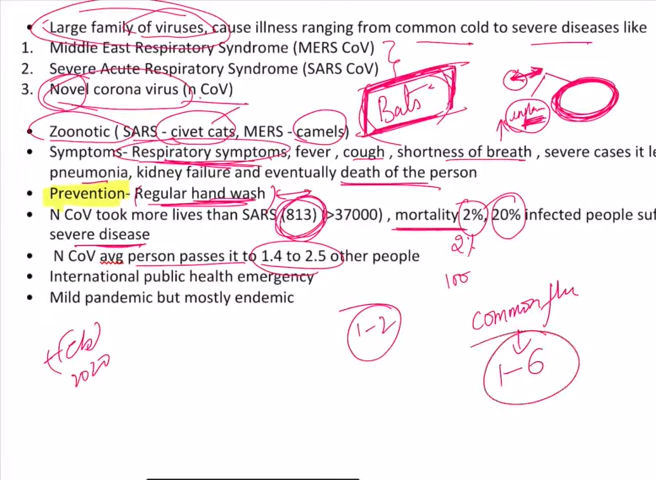 • Large family of viruses, cause illness ranging from common cold to severe diseases like
1. Middle East Respiratory Syndrome (MERS CoV)
2. Severe Acute Respiratory Syndrome (SARS CoV)
3. Novel corona virus (n CoV)
Bats
• Zoonotic ( SARS - civet cats, MERS - camels)
• Symptoms- Respiratory symptoms, fever , cough , shortness of breath , severe cases it le
pneumonia, kidney failure and eventually death of the person
• Prevention- Regular hand wash
• N CoV took more lives than SARS (813) >37000) , mortality 2%, 20% infected people suf
severe disease
2%
100
• N CoV avg person passes it to 1.4 to 2.5 other people
• International public health emergency
• Mild pandemic but mostly endemic
1-2
common flu
1-6
Feb
2020